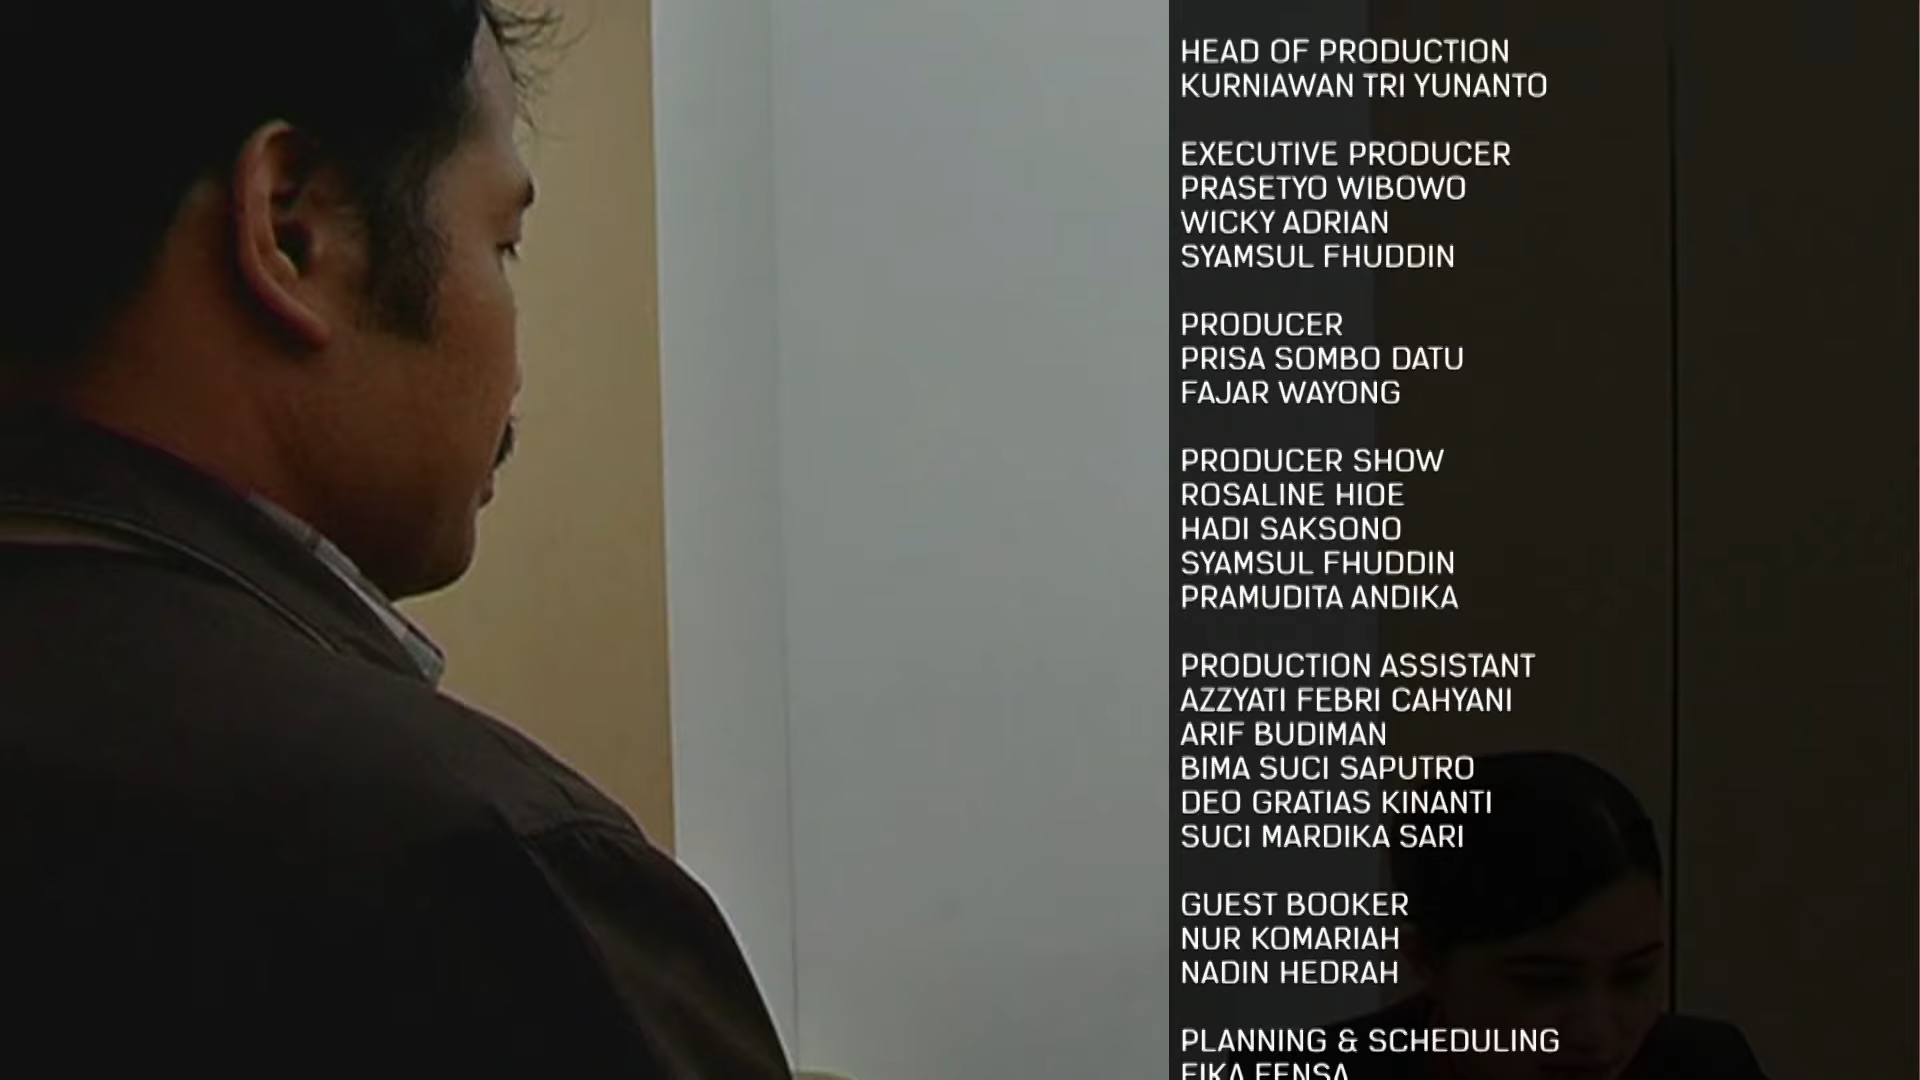 HEAD OF PRODUCTION
KURNIAWAN TRI YUNANTO
EXECUTIVE PRODUCER
PRASETYO WIBOWO
WICKY ADRIAN
SYAMSUL FHUDDIN
PRODUCER
PRISA SOMBO DATU
FAJAR WAYONG
PRODUCER SHOW
ROSALINE HIOE
HADI SAKSONO
SYAMSUL FHUDDIN
PRAMUDITA ANDIKA
PRODUCTION ASSISTANT
AZZYATI FEBRI CAHYANI
ARIF BUDIMAN
BIMA SUCI SAPUTRO
DEO GRATIAS KINANTI
SUCI MARDIKA SARI
GUEST BOOKER
NUR KOMARIAH
NADIN HEDRAH
PLANNING & SCHEDULING